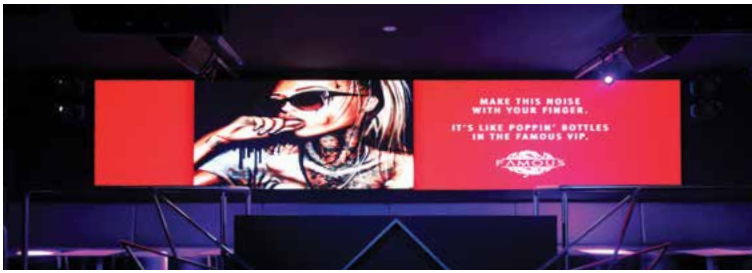 MAKE THIS NOISE
WITH YOUR FINGER.
IT'S LIKE POPPIN' BOTTLES
IN THE FAMOUS VIP.
FAMOUS